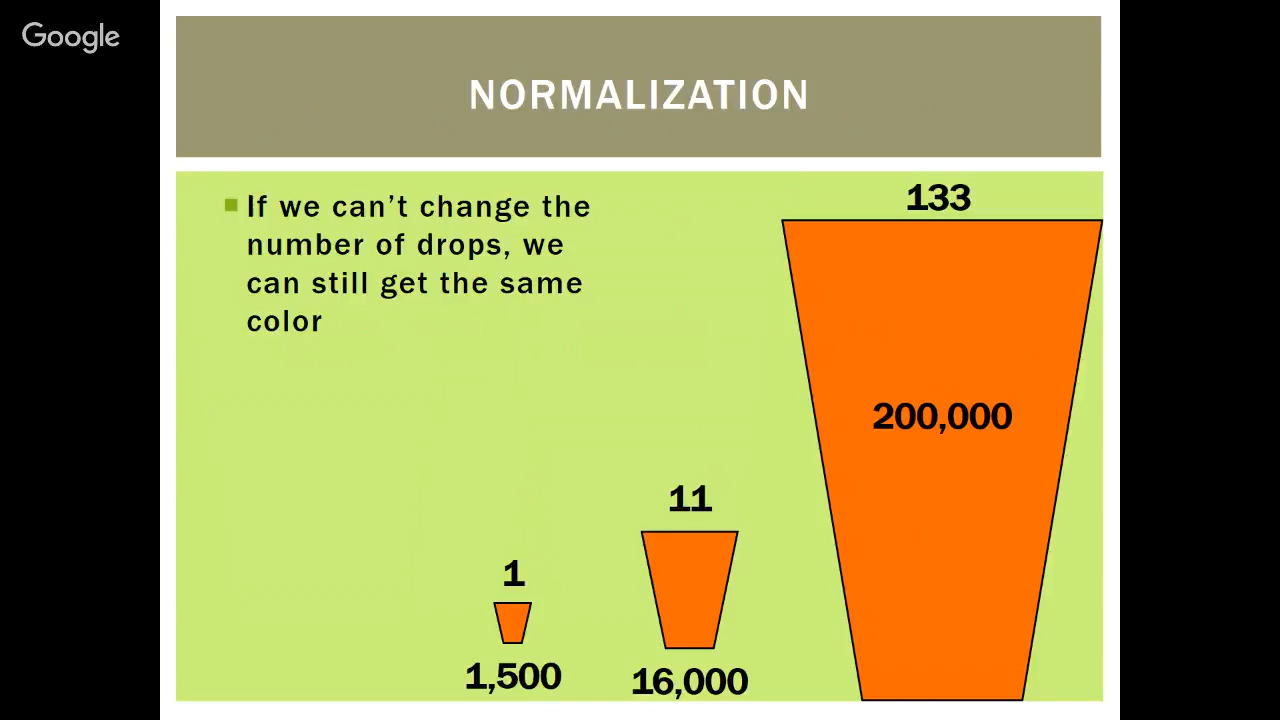 Google
NORMALIZATION
If we can't change the
number of drops, we
can still get the same
color
133
200,000
11
1
1,500
16,000